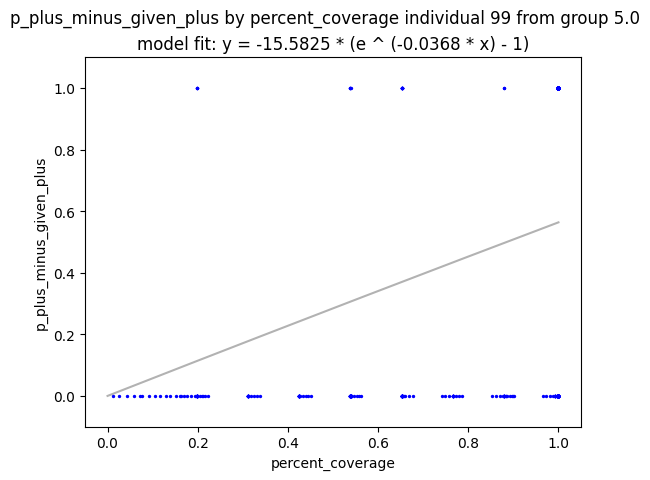 p_plus_minus_given_plus by percent_coverage individual 99 from group 5.0
model fit: y = -15.5825 * (e ^ (-0.0368 * x) - 1)
1.0
0.8
0.6
0.4
0.2
0.0
p_plus_minus_given_plus
0.0 0.2 0.4 0.6 0.8 1.0
percent_coverage